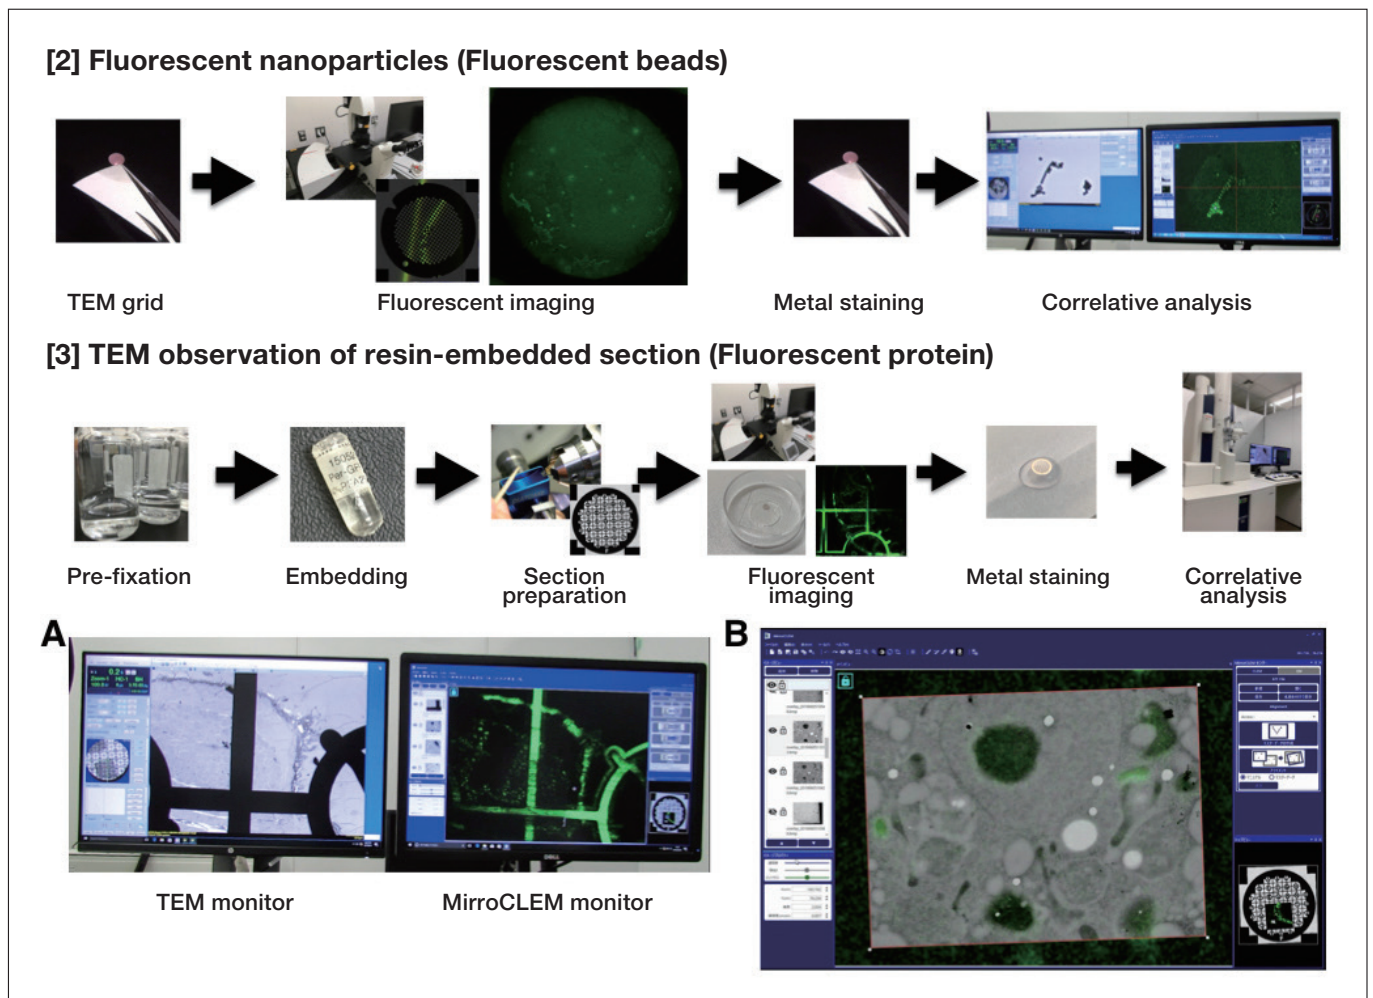 [2] Fluorescent nanoparticles (Fluorescent beads)
TEM grid
Fluorescent imaging
Metal staining
Correlative analysis
[3] TEM observation of resin-embedded section (Fluorescent protein)
Pre-fixation
Embedding
Section
preparation
Fluorescent
imaging
Metal staining
Correlative
analysis
A
B
TEM monitor
MirroCLEM monitor